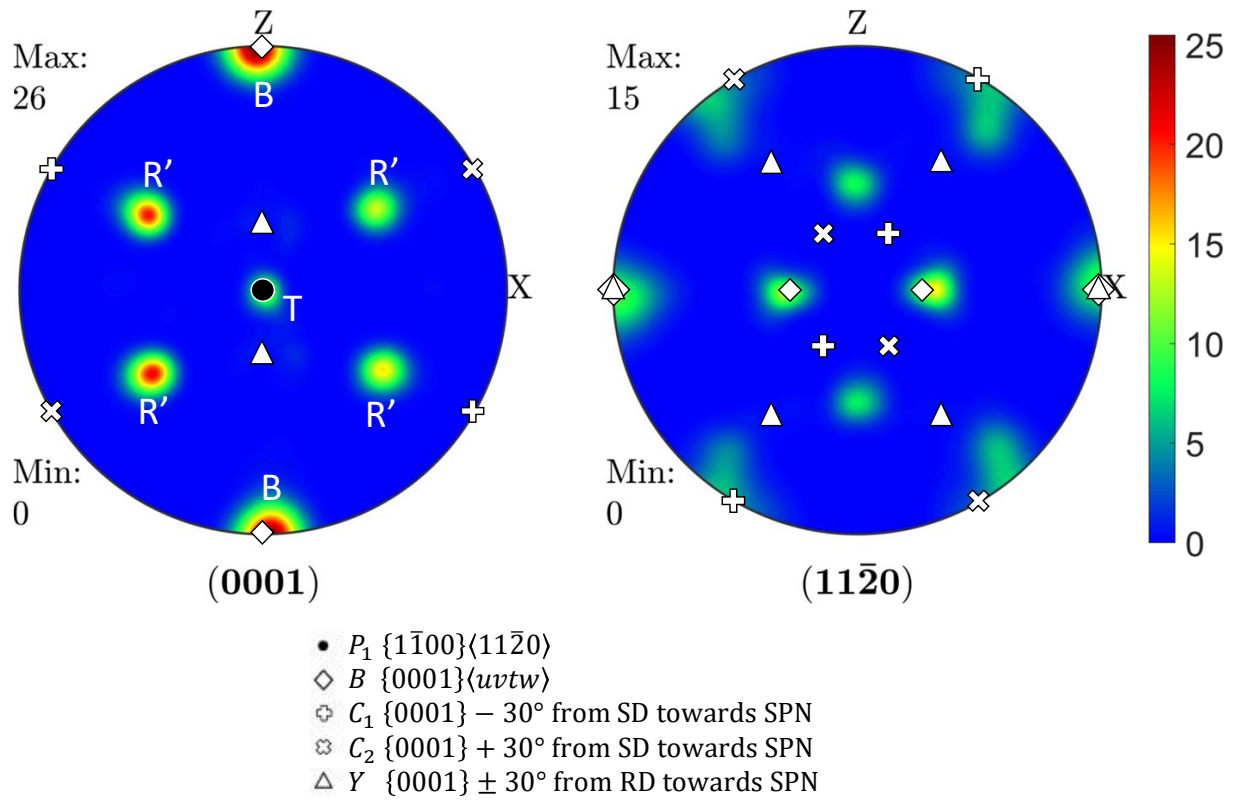 Z
Max:
26
B
R’
R’
X
T
R’
R’
Min:
0
B
(0001)
Z
Max:
15
X
Min:
0
(112̄0)
25
20
15
10
5
0
P₁ {11̄00}⟨112̄0⟩
B {0001}⟨uvtw⟩
C₁ {0001} − 30° from SD towards SPN
C₂ {0001} + 30° from SD towards SPN
Y {0001} ± 30° from RD towards SPN